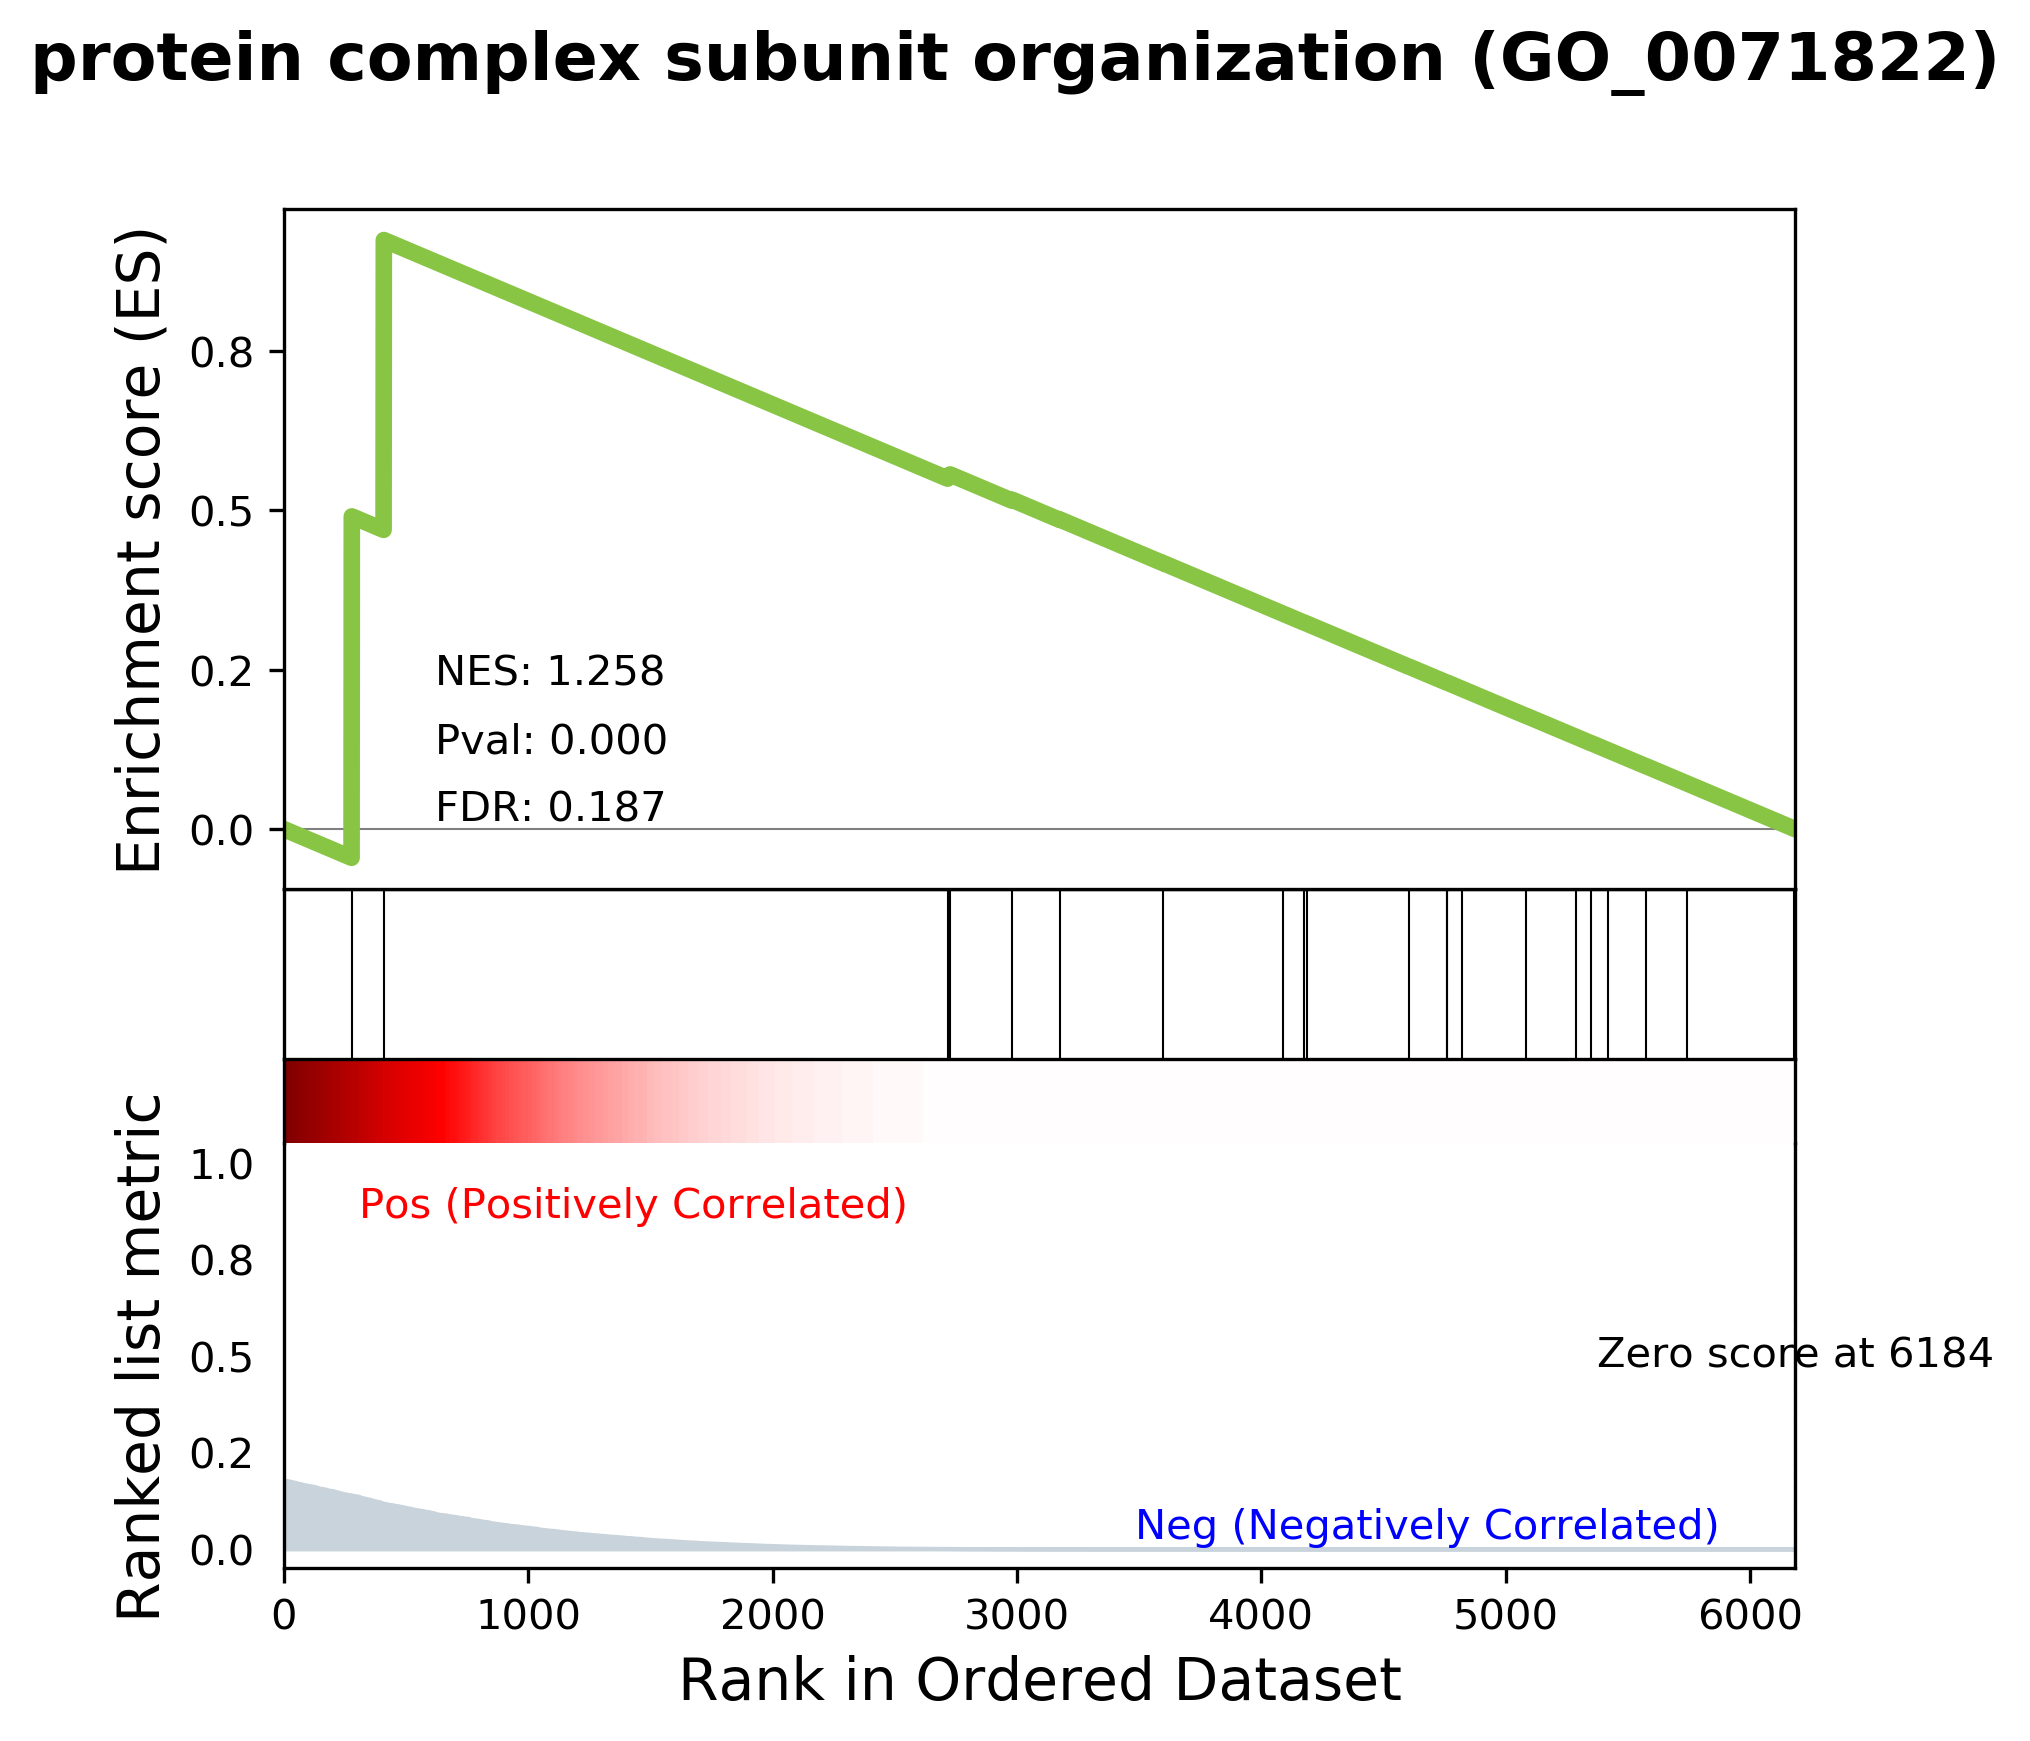 protein complex subunit organization (GO_0071822)
Enrichment score (ES)
0.8
0.5
0.2
0.0
NES: 1.258
Pval: 0.000
FDR: 0.187
Ranked list metric
1.0
0.8
0.5
0.2
0.0
Pos (Positively Correlated)
Zero score at 6184
Neg (Negatively Correlated)
0 1000 2000 3000 4000 5000 6000
Rank in Ordered Dataset